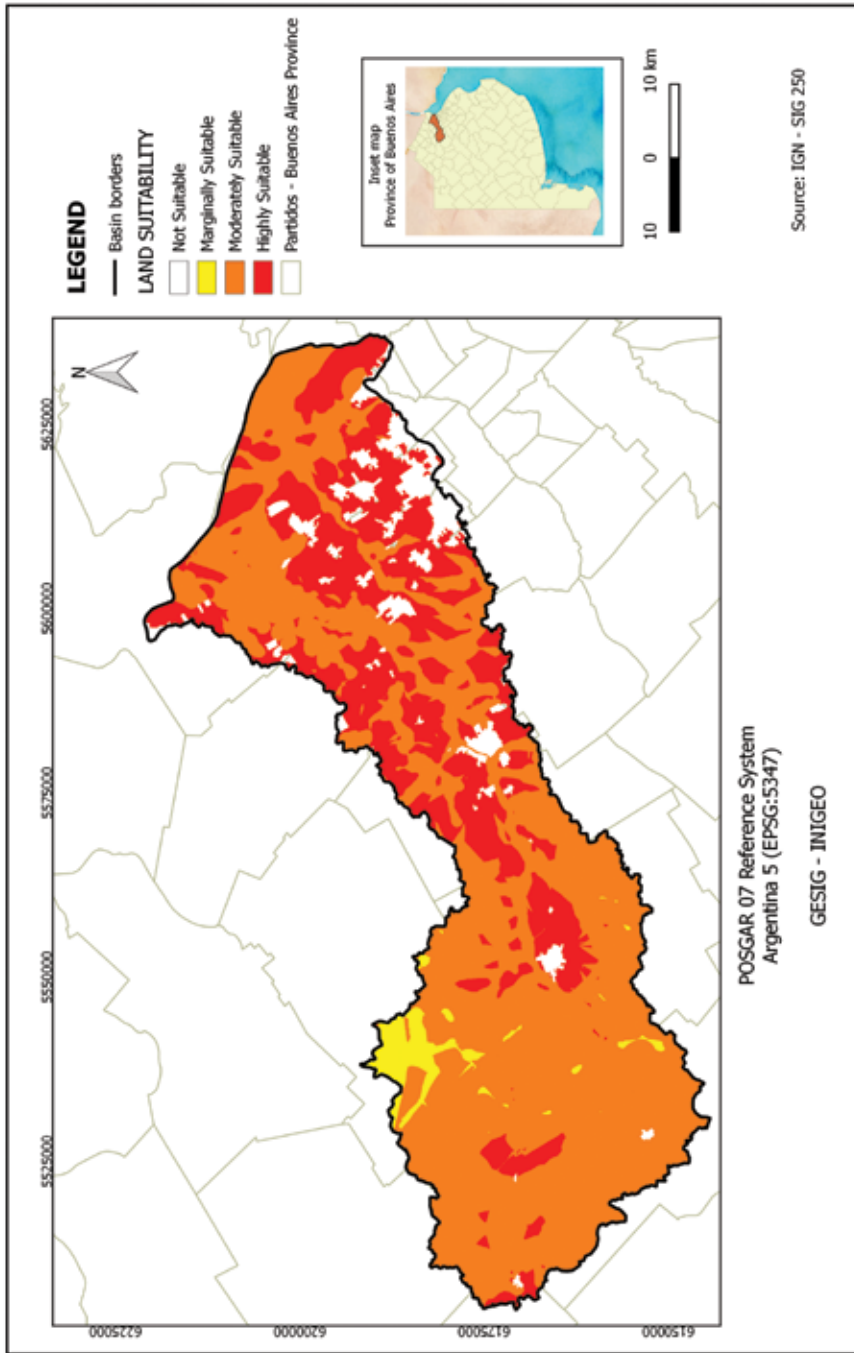 LEGEND
Basin borders
LAND SUITABILITY
Not Suitable
Marginally Suitable
Moderately Suitable
Highly Suitable
Partidos - Buenos Aires Province
Inset map
Province of Buenos Aires
10 0 10 km
Source: IGN - SIG 250
N
5525000 5550000 5575000 5600000 5625000
6225000
6200000
6175000
6150000
POSGAR 07 Reference System
Argentina 5 (EPSG:5347)
GESIG - INIGEO